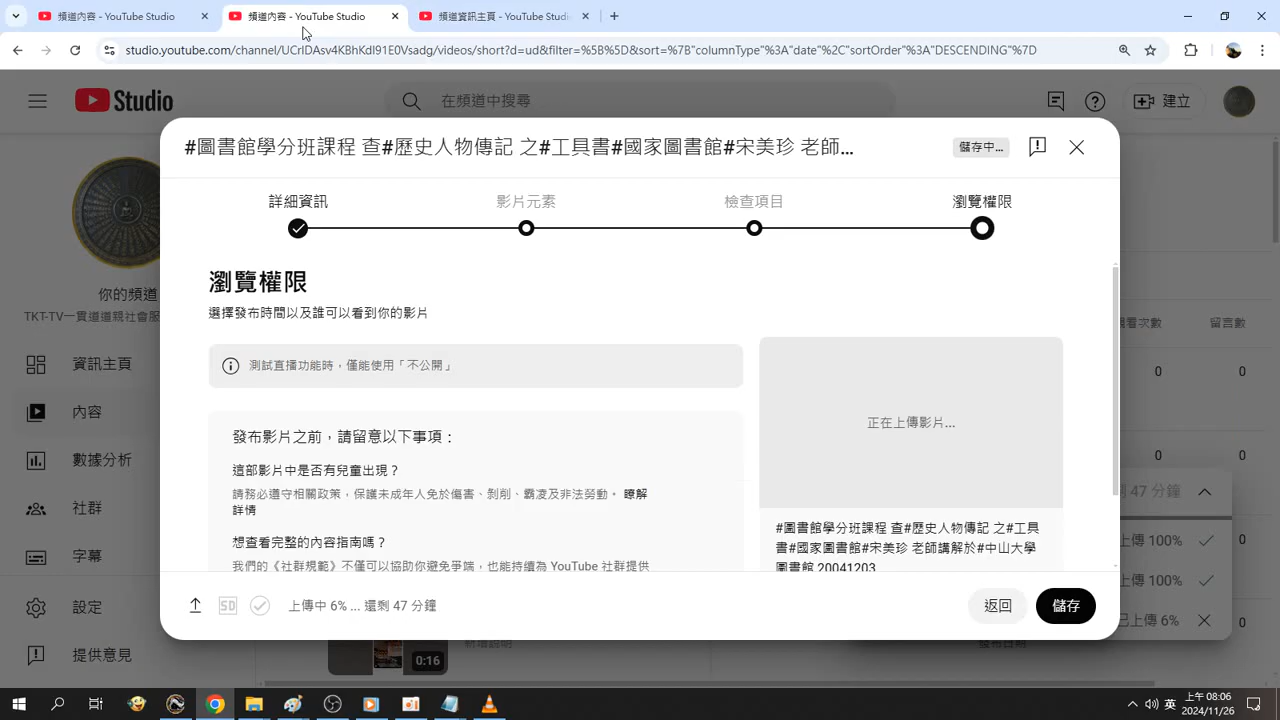 頻道內容 - YouTube Studio
頻道內容 - YouTube Studio
頻道資訊主頁 - YouTube Studio
studio.youtube.com/channel/UCrIDAsv4KBhKdI91E0Vsadg/videos/short?d=ud&filter=%5B%5D&sort=%7B"columnType"%3A"date"%2C"sortOrder"%3A"DESCENDING"%7D
Studio
在頻道中搜尋
建立
#圖書館學分班課程 查#歷史人物傳記 之#工具書#國家圖書館#宋美珍 老師...
儲存中...
詳細資訊
影片元素
檢查項目
瀏覽權限
瀏覽權限
選擇發布時間以及誰可以看到你的影片
測試直播功能時，僅能使用「不公開」
發布影片之前，請留意以下事項：
這部影片中是否有兒童出現？
請務必遵守相關政策，保護未成年人免於傷害、剝削、霸凌及非法勞動。 瞭解
詳情
想查看完整的內容指南嗎？
我們的《社群規範》不僅可以協助你避免爭端，也能持續為 YouTube 社群提供
正在上傳影片...
#圖書館學分班課程 查#歷史人物傳記 之#工具
書#國家圖書館#宋美珍 老師講解於#中山大學
圖書館 20041203
上傳中 6% ... 還剩 47 分鐘
返回
儲存
你的頻道
TKT-TV一貫道道親社會服
資訊主頁
內容
數據分析
社群
字幕
設定
提供意見
觀看次數
留言數
0
0
0
0
剩 47 分鐘
上傳 100%
0
上傳 100%
已上傳 6%
0
新增說明
發布日期
0:16
英
上午 08:06
2024/11/26